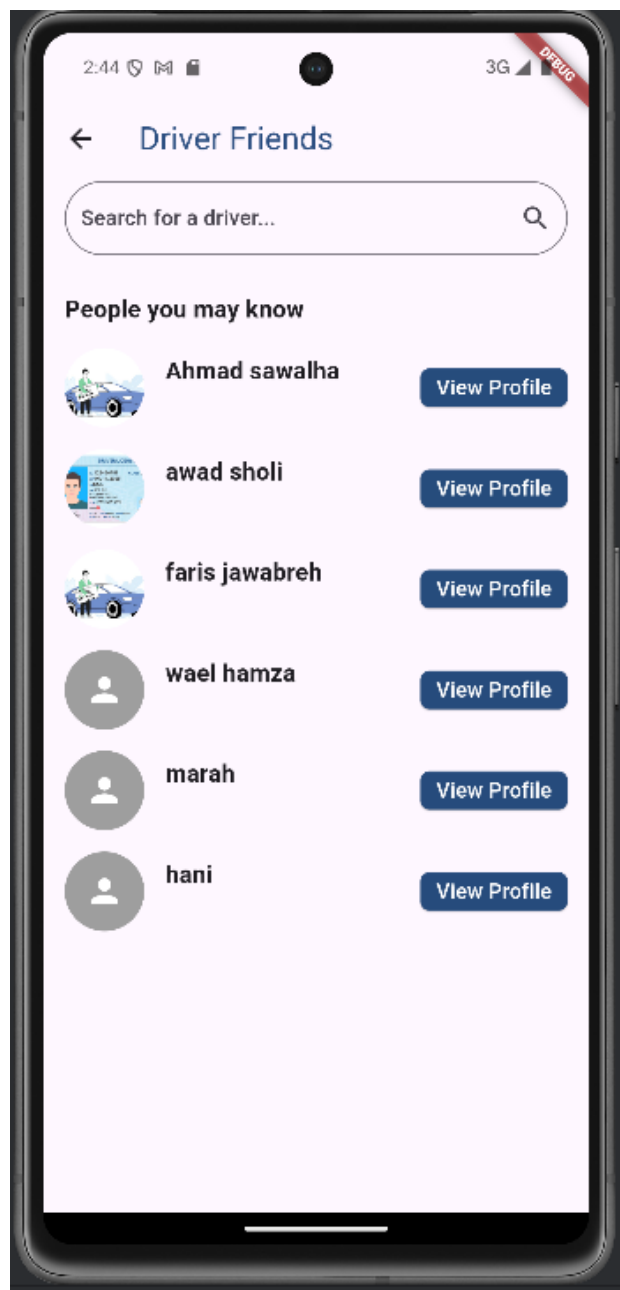 2:44
3G
DEBUG
Driver Friends
Search for a driver...
People you may know
Ahmad sawalha
View Profile
awad sholi
View Profile
faris jawabreh
View Profile
wael hamza
View Profile
marah
View Profile
hani
View Profile